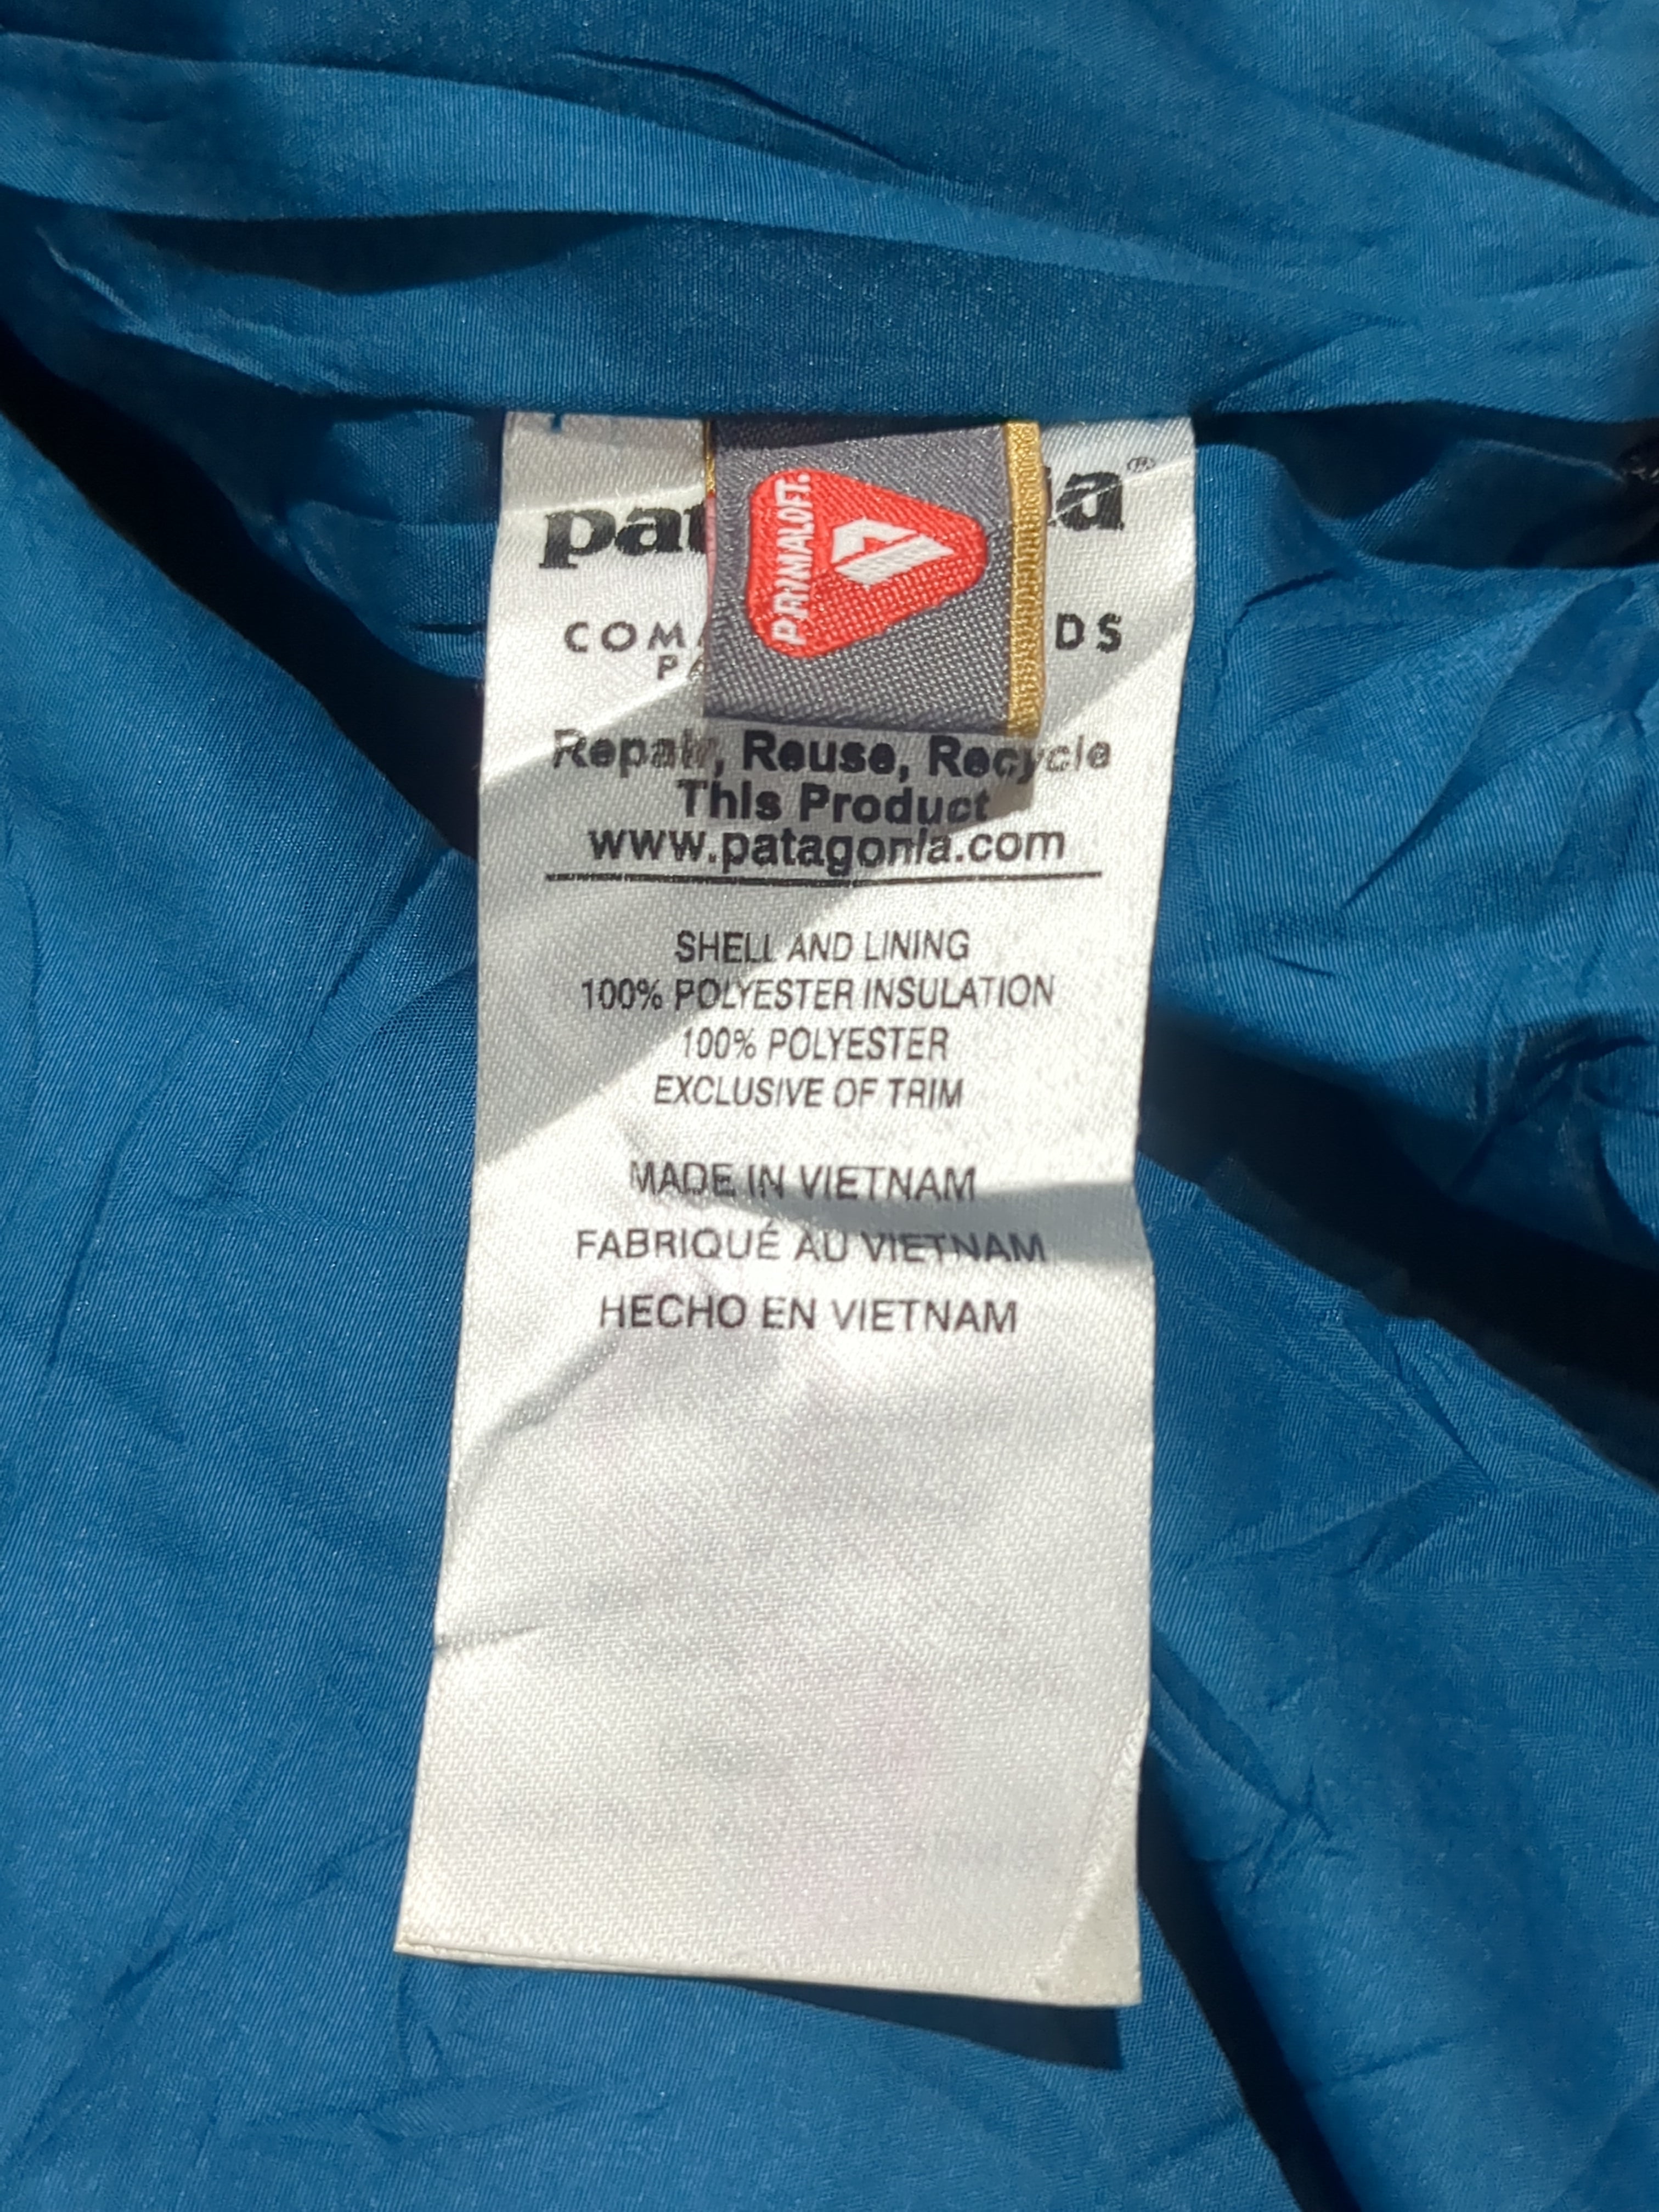 PRIMALOFT.
Repair, Reuse, Recycle
This Product
www.patagonia.com
SHELL AND LINING
100% POLYESTER INSULATION
100% POLYESTER
EXCLUSIVE OF TRIM
MADE IN VIETNAM
FABRIQUÉ AU VIETNAM
HECHO EN VIETNAM